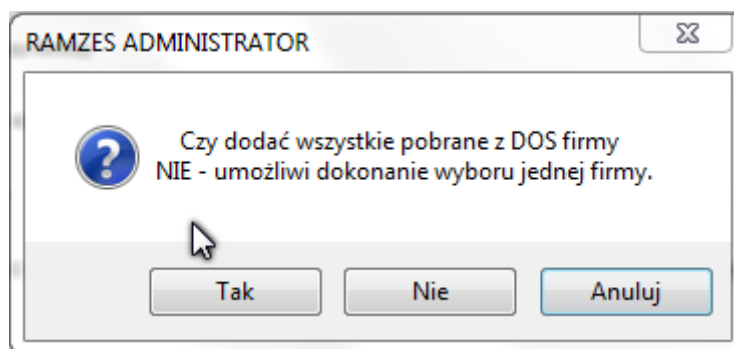 RAMZES ADMINISTRATOR
Czy dodać wszystkie pobrane z DOS firmy
NIE - umożliwi dokonanie wyboru jednej firmy.
Tak Nie Anuluj